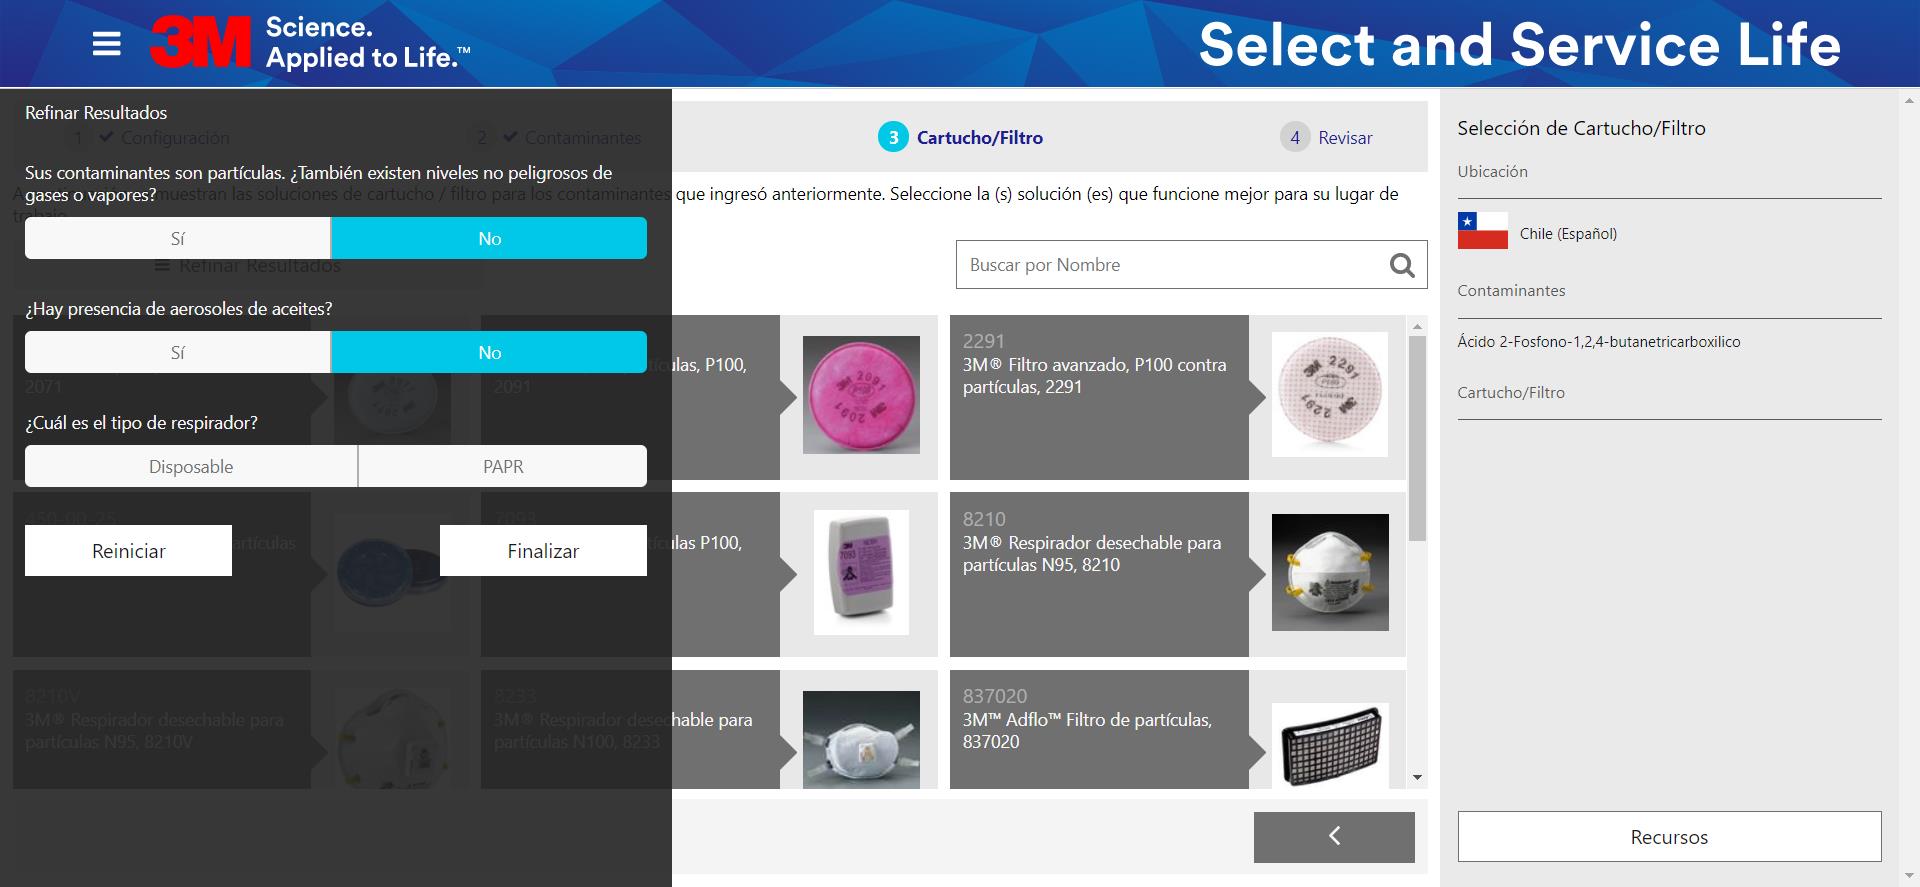 3M Science.
Applied to Life.™
Select and Service Life
Refinar Resultados
1 Configuración
2 Contaminantes
3 Cartucho/Filtro
4 Revisar
Sus contaminantes son partículas. ¿También existen niveles no peligrosos de
gases o vapores?
muestran las soluciones de cartucho / filtro para los contaminantes que ingresó anteriormente. Seleccione la (s) solución (es) que funcione mejor para su lugar de
trabajo
Sí
No
Refinar Resultados
Buscar por Nombre
¿Hay presencia de aerosoles de aceites?
Sí
No
¿Cuál es el tipo de respirador?
Disposable
PAPR
Reiniciar
Finalizar
2071
tículas, P100,
2091
2291
3M® Filtro avanzado, P100 contra
partículas, 2291
450-00-25
artículas
7093
tículas P100,
8210
3M® Respirador desechable para
partículas N95, 8210
8210V
3M® Respirador desechable para
partículas N95, 8210V
8233
3M® Respirador desechable para
partículas N100, 8233
837020
3M™ Adflo™ Filtro de partículas,
837020
Selección de Cartucho/Filtro
Ubicación
Chile (Español)
Contaminantes
Ácido 2-Fosfono-1,2,4-butanetricarboxilico
Cartucho/Filtro
Recursos